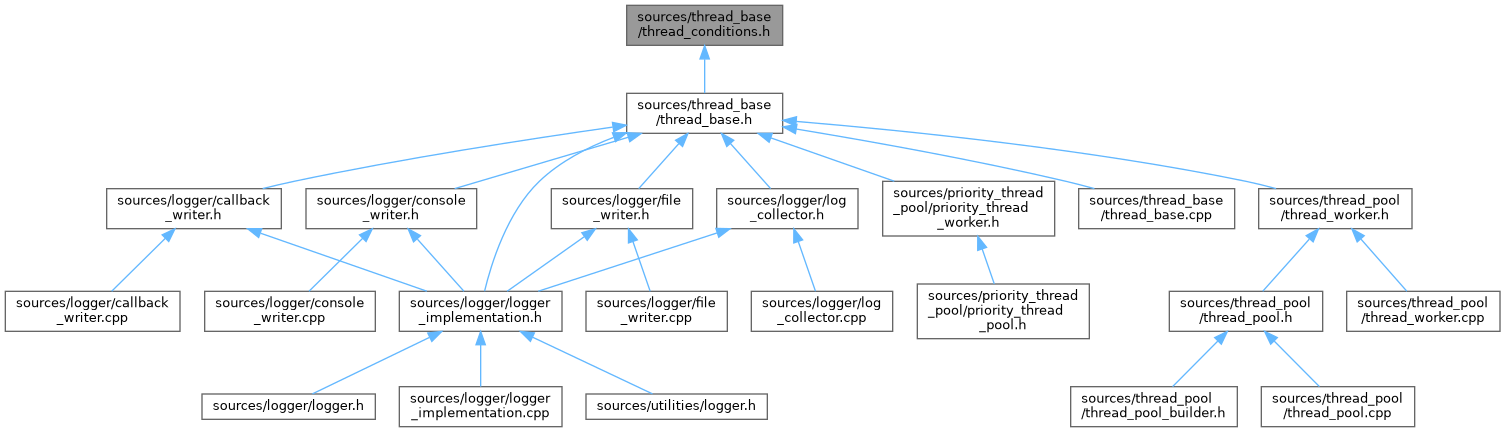 sources/thread_base
/thread_conditions.h
sources/thread_base
/thread_base.h
sources/logger/callback
_writer.h
sources/logger/console
_writer.h
sources/logger/file
_writer.h
sources/logger/log
_collector.h
sources/priority_thread
_pool/priority_thread
_worker.h
sources/thread_base
/thread_base.cpp
sources/thread_pool
/thread_worker.h
sources/logger/callback
_writer.cpp
sources/logger/console
_writer.cpp
sources/logger/logger
_implementation.h
sources/logger/file
_writer.cpp
sources/logger/log
_collector.cpp
sources/priority_thread
_pool/priority_thread
_pool.h
sources/thread_pool
/thread_pool.h
sources/thread_pool
/thread_worker.cpp
sources/logger/logger.h
sources/logger/logger
_implementation.cpp
sources/utilities/logger.h
sources/thread_pool
/thread_pool_builder.h
sources/thread_pool
/thread_pool.cpp